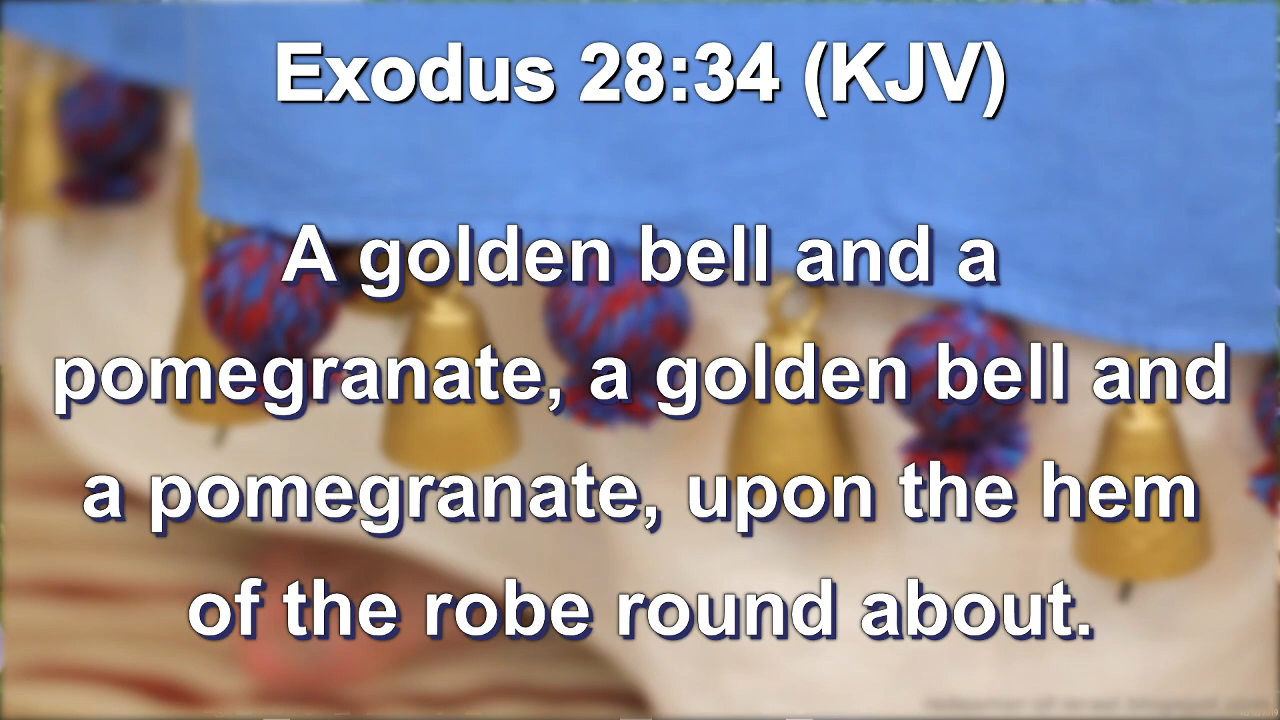 Exodus 28:34 (KJV)
A golden bell and a
pomegranate, a golden bell and
a pomegranate, upon the hem
of the robe round about.